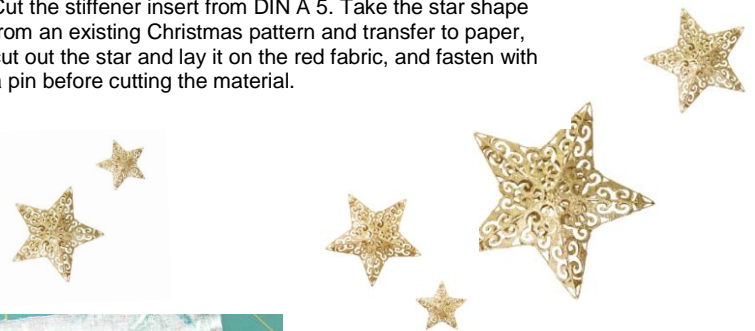 Cut the stiffener insert from DIN A 5. Take the star shape
from an existing Christmas pattern and transfer to paper,
cut out the star and lay it on the red fabric, and fasten with
a pin before cutting the material.